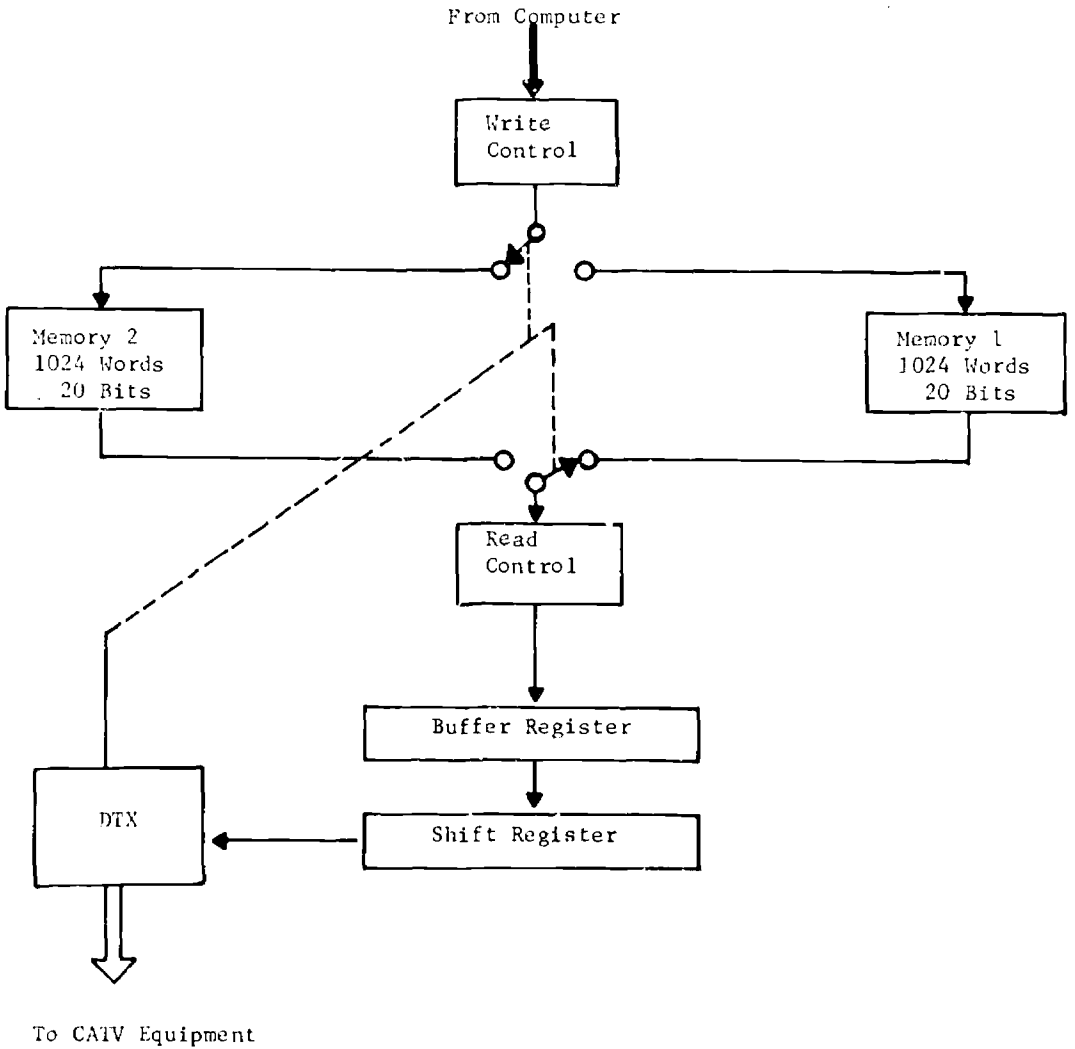 From Computer
Write
Control
Memory 2
1024 Words
20 Bits
Memory 1
1024 Words
20 Bits
Read
Control
Buffer Register
DTX
Shift Register
To CATV Equipment